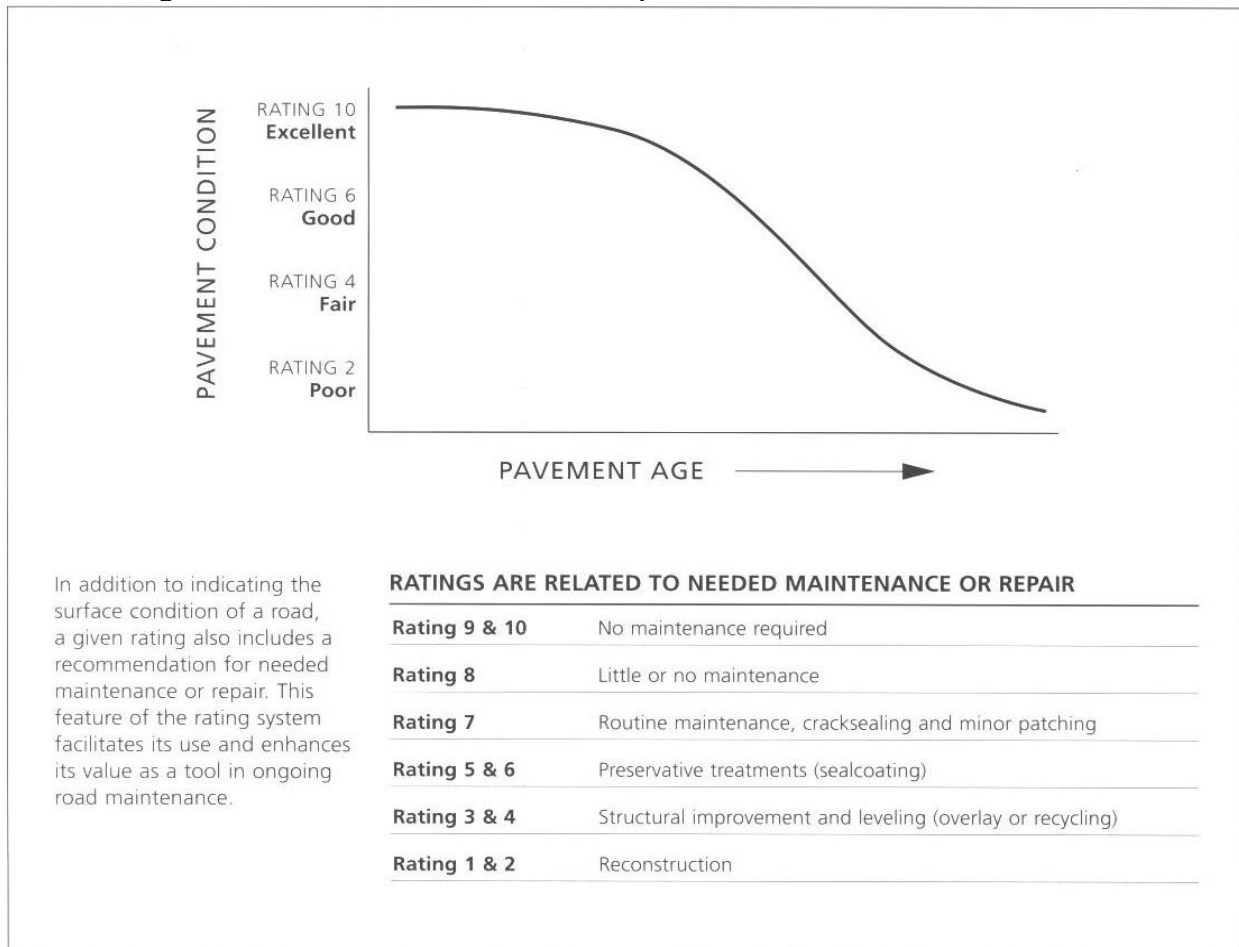 PAVEMENT CONDITION
RATING 10
Excellent
RATING 6
Good
RATING 4
Fair
RATING 2
Poor
PAVEMENT AGE
In addition to indicating the
surface condition of a road,
a given rating also includes a
recommendation for needed
maintenance or repair. This
feature of the rating system
facilitates its use and enhances
its value as a tool in ongoing
road maintenance.
RATINGS ARE RELATED TO NEEDED MAINTENANCE OR REPAIR
Rating 9 & 10 No maintenance required
Rating 8 Little or no maintenance
Rating 7 Routine maintenance, cracksealing and minor patching
Rating 5 & 6 Preservative treatments (sealcoating)
Rating 3 & 4 Structural improvement and leveling (overlay or recycling)
Rating 1 & 2 Reconstruction